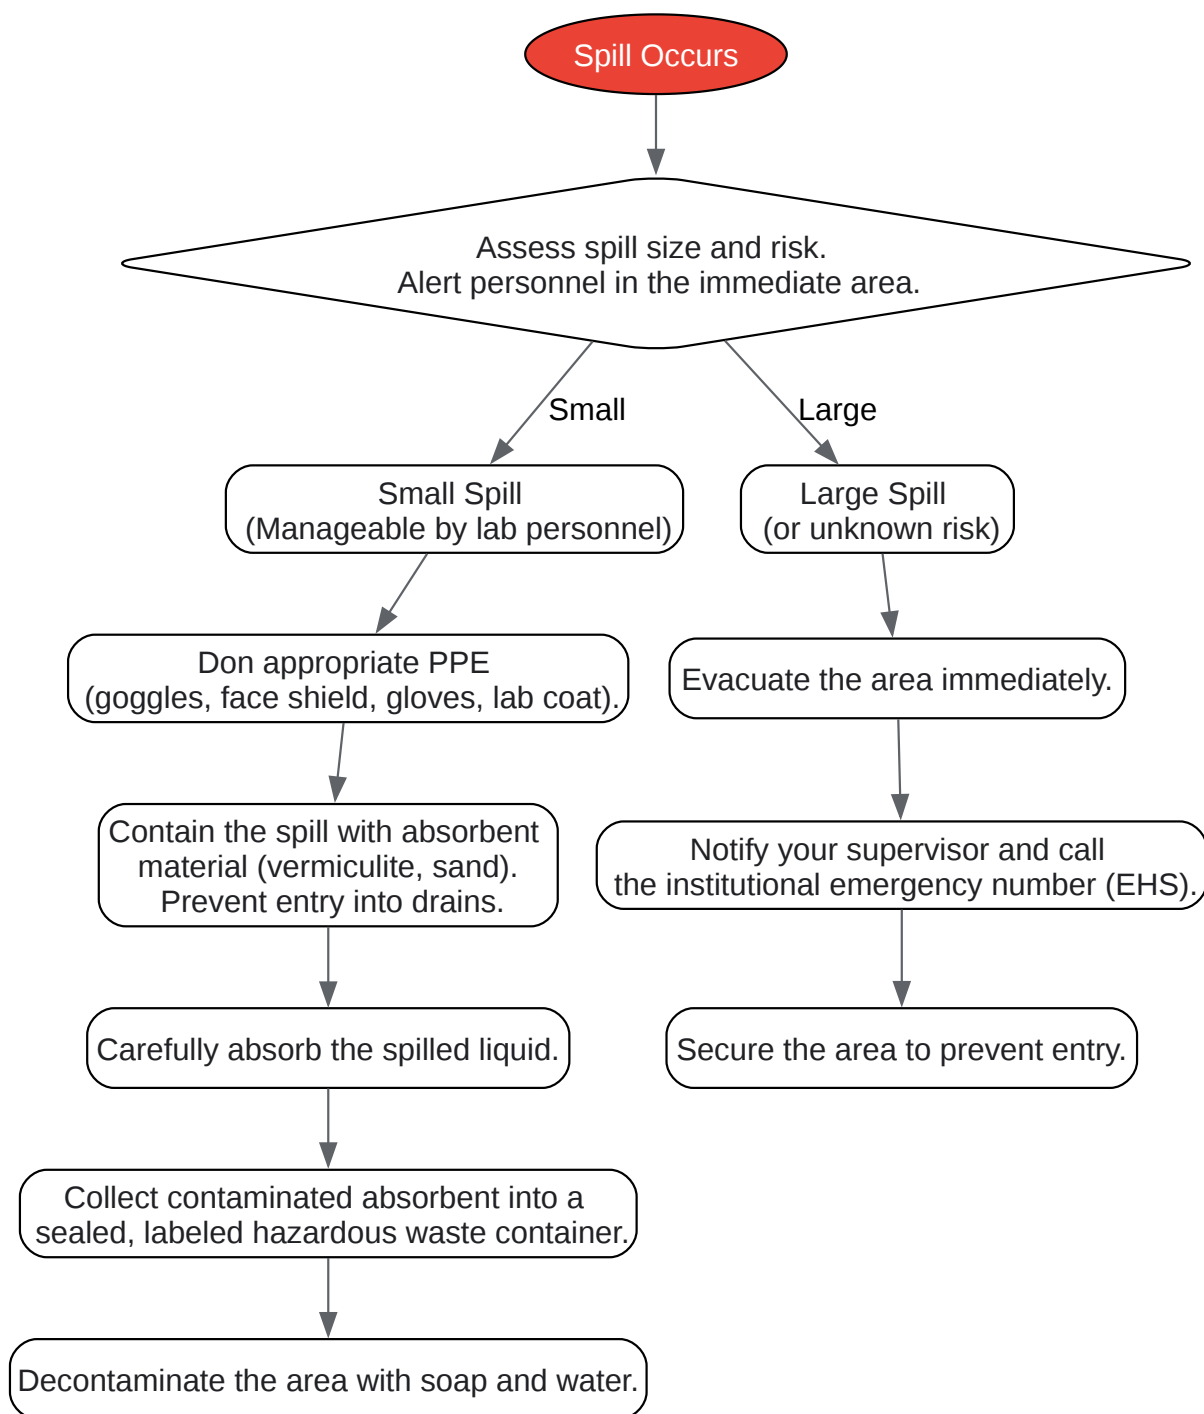 Spill Occurs
Assess spill size and risk.
Alert personnel in the immediate area.
Small
Large
Small Spill
(Manageable by lab personnel)
Large Spill
(or unknown risk)
Don appropriate PPE
(goggles, face shield, gloves, lab coat).
Evacuate the area immediately.
Contain the spill with absorbent
material (vermiculite, sand).
Prevent entry into drains.
Notify your supervisor and call
the institutional emergency number (EHS).
Carefully absorb the spilled liquid.
Secure the area to prevent entry.
Collect contaminated absorbent into a
sealed, labeled hazardous waste container.
Decontaminate the area with soap and water.